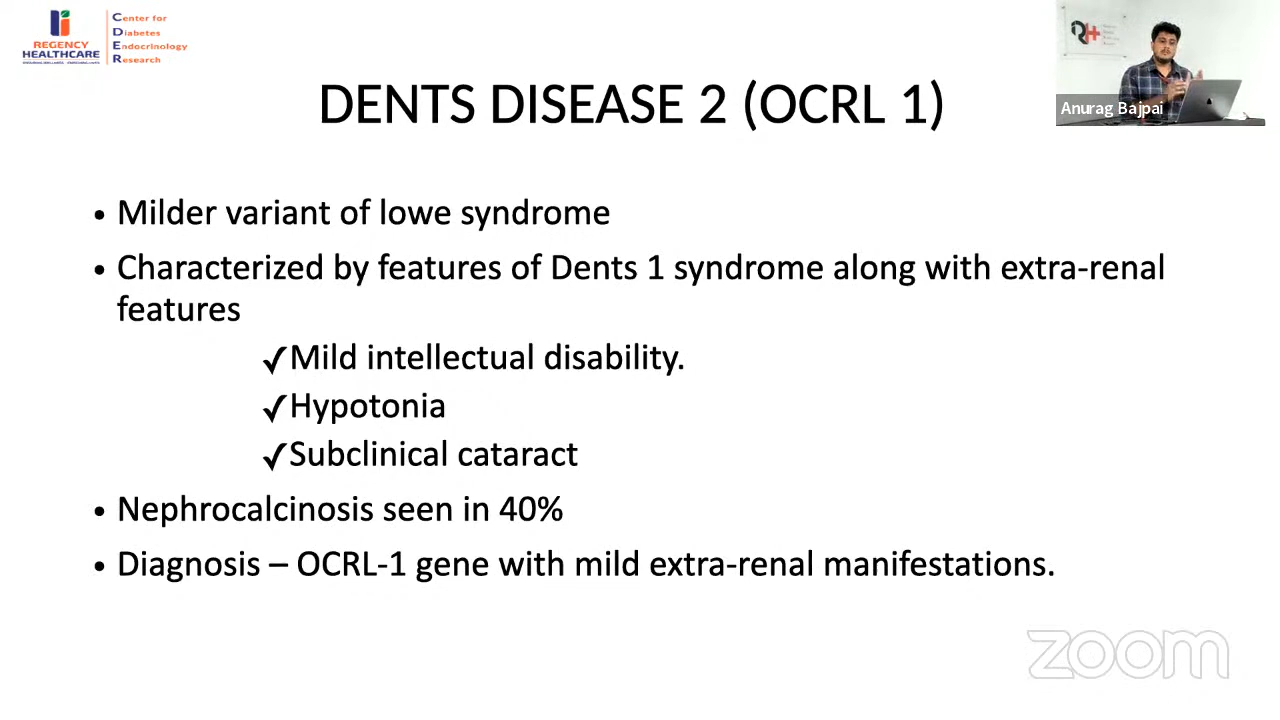 REGENCY
HEALTHCARE
Center for
Diabetes
Endocrinology
Research
DENTS DISEASE 2 (OCRL 1)
Anurag Bajpai
• Milder variant of lowe syndrome
• Characterized by features of Dents 1 syndrome along with extra-renal
features
✓Mild intellectual disability.
✓Hypotonia
✓Subclinical cataract
• Nephrocalcinosis seen in 40%
• Diagnosis – OCRL-1 gene with mild extra-renal manifestations.
zoom